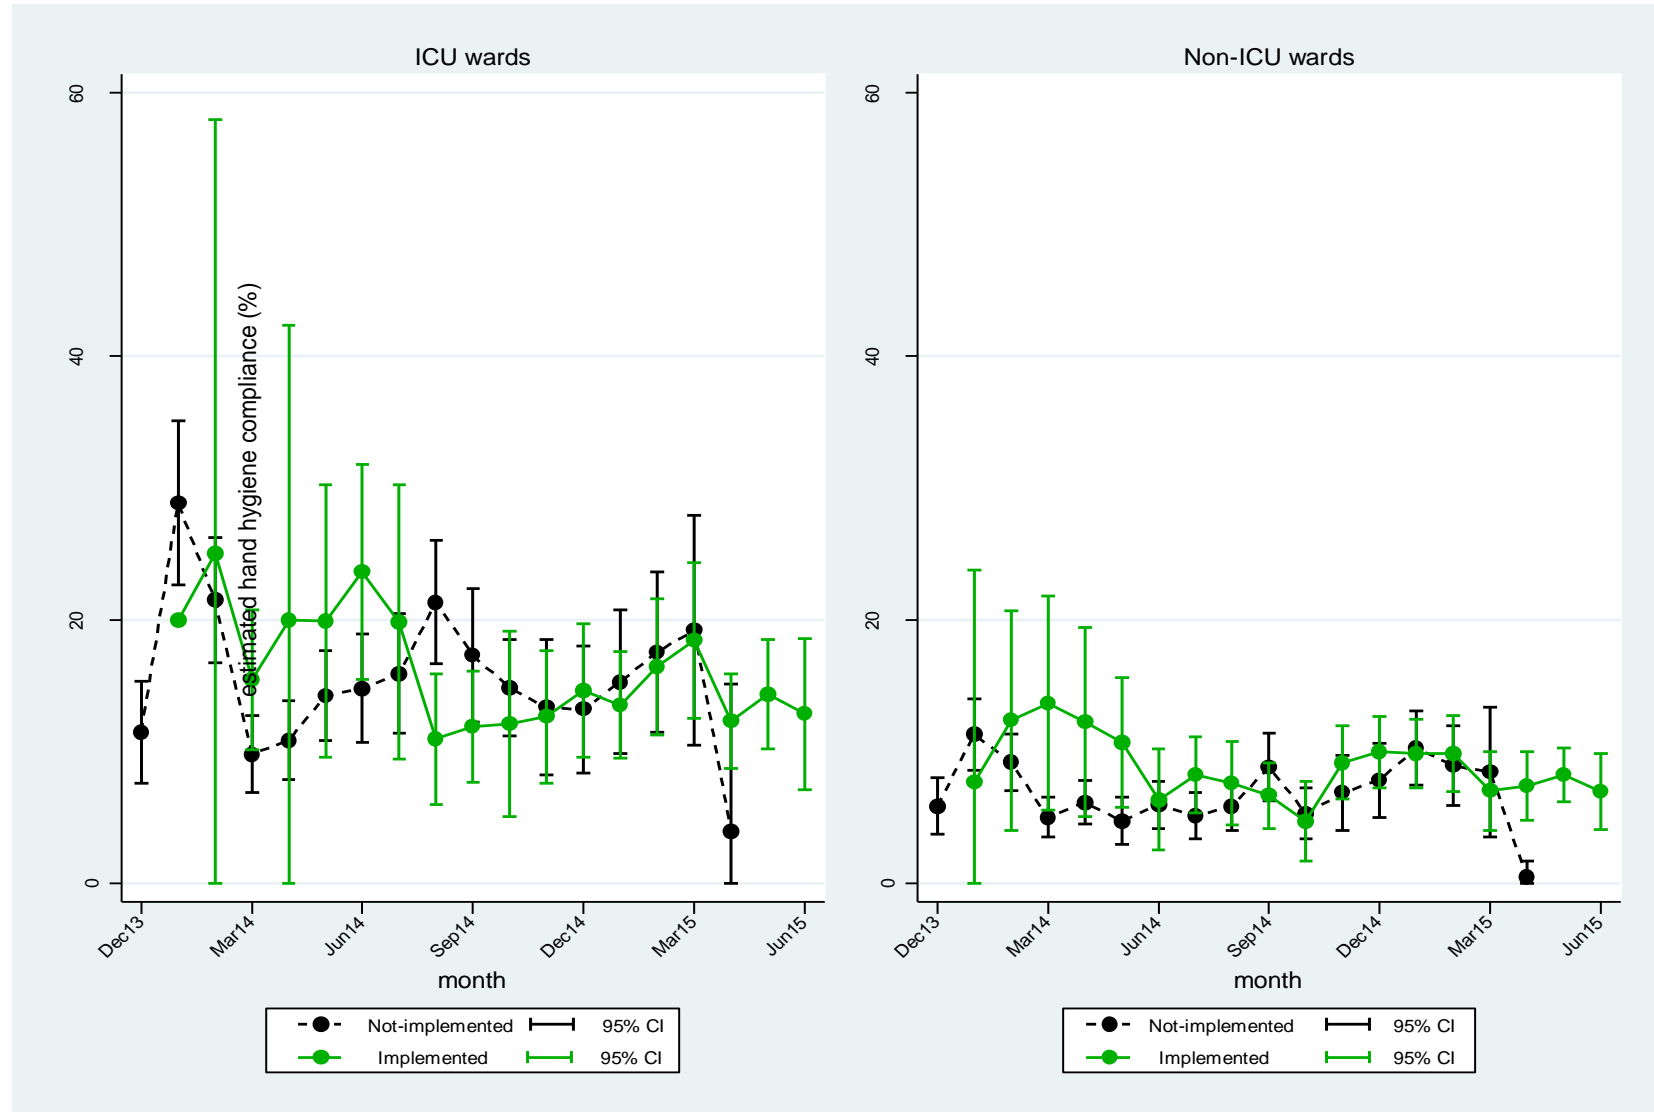 ICU wards
60
40
20
0
estimated hand hygiene compliance (%)
Dec13
Mar14
Jun14
Sep14
Dec14
Mar15
Jun15
month
Not-implemented 95% CI
Implemented 95% CI
Non-ICU wards
60
40
20
0
Dec13
Mar14
Jun14
Sep14
Dec14
Mar15
Jun15
month
Not-implemented 95% CI
Implemented 95% CI